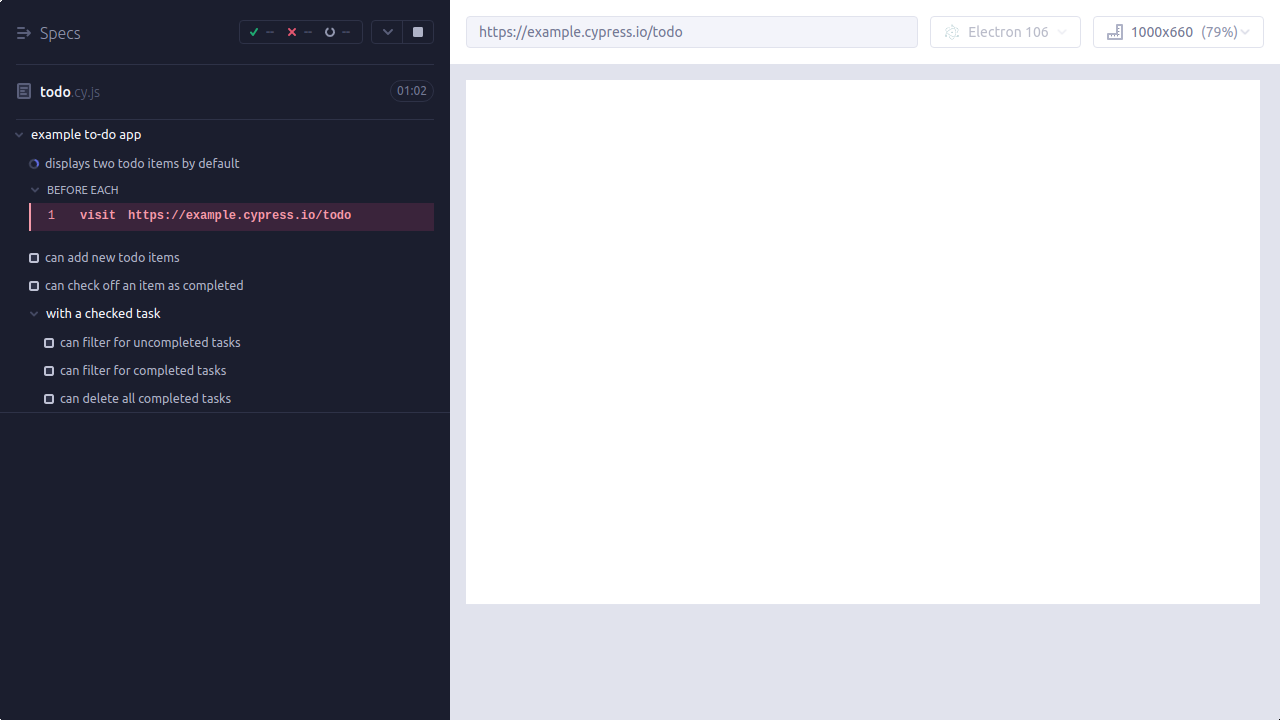 Specs
-- -- --
todo.cy.js 01:02
example to-do app
displays two todo items by default
BEFORE EACH
1 visit https://example.cypress.io/todo
can add new todo items
can check off an item as completed
with a checked task
can filter for uncompleted tasks
can filter for completed tasks
can delete all completed tasks
https://example.cypress.io/todo
Electron 106
1000x660 (79%)